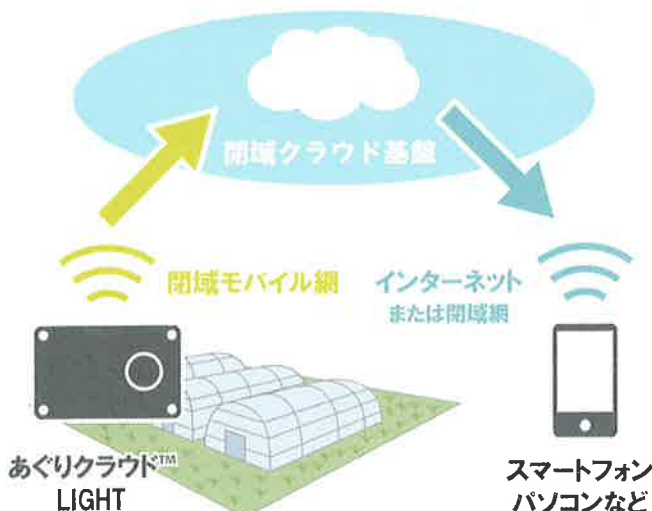 閉域クラウド基盤
閉域モバイル網
インターネット
または閉域網
あぐりクラウド™
LIGHT
スマートフォン
パソコンなど